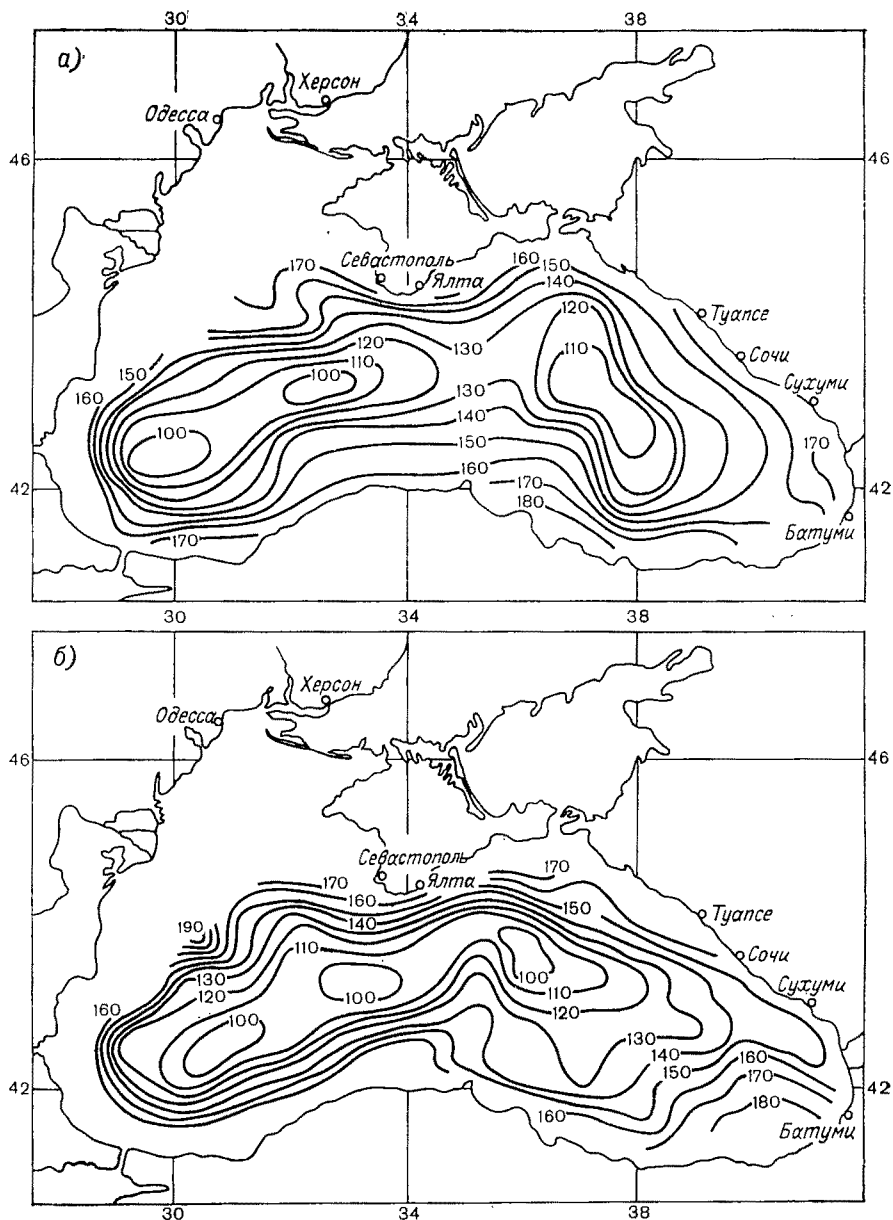 30 34 38
а)
Херсон
Одесса
46 46
Севастополь
170 Ялта 160 150
140
Туапсе
120 120
150 110 130 110 Сочи
160 100 Сухуми
130
100 140
150 170
42 160 170 42
180
170 Батуми
30 34 38
б)
Херсон
Одесса
46 46
Севастополь
170 Ялта 170
160 150
190 140 Туапсе
110 Сочи
130 100 100 110 Сухуми
120 120
160 100 130
140 160
42 150 170 42
160 180
Батуми
30 34 38